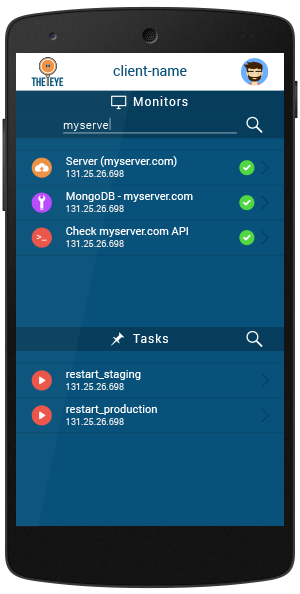 THE EYE
client-name
Monitors
myserve
Server (myserver.com)
131.25.26.698
MongoDB - myserver.com
131.25.26.698
>_
Check myserver.com API
131.25.26.698
Tasks
restart_staging
131.25.26.698
restart_production
131.25.26.698